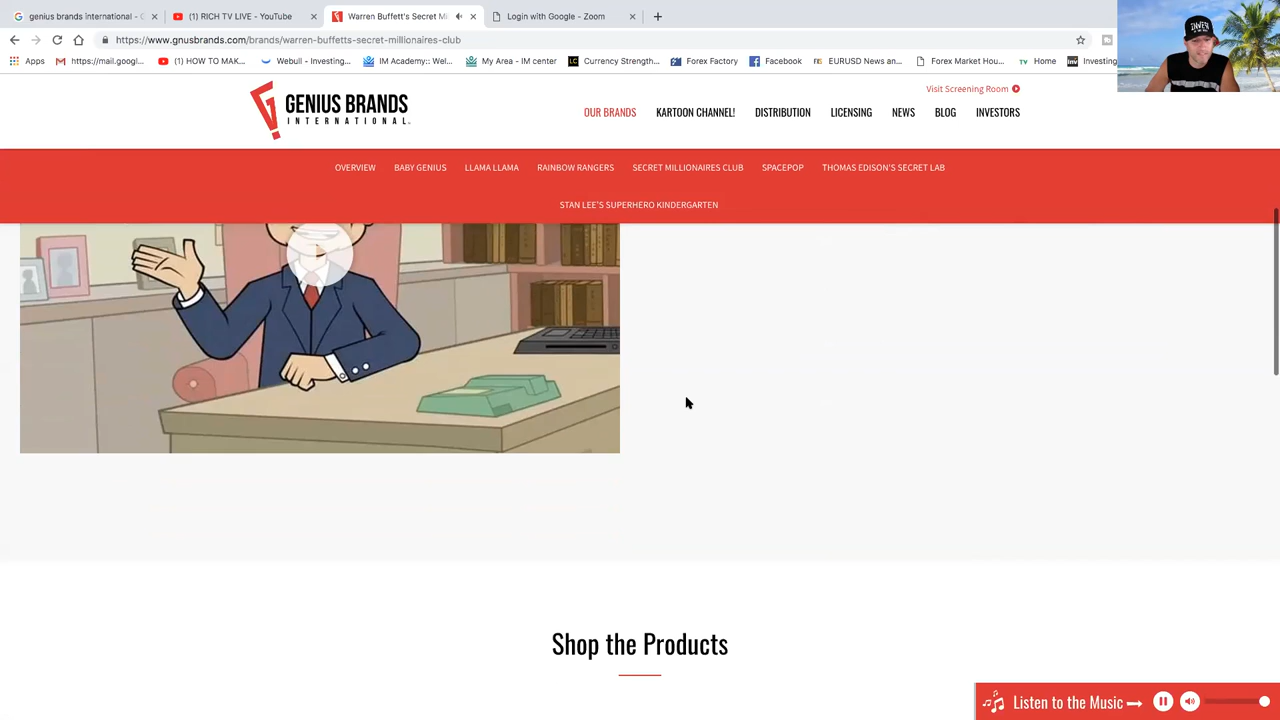 genius brands international - G
(1) RICH TV LIVE - YouTube
Warren Buffett's Secret Mi
Login with Google - Zoom
https://www.gnusbrands.com/brands/warren-buffetts-secret-millionaires-club
Apps
https://mail.googl...
(1) HOW TO MAK...
Webull - Investing...
IM Academy:: Wel...
My Area - IM center
LC Currency Strength...
Forex Factory
Facebook
FE EURUSD News an...
Forex Market Hou...
TV Home
inv Investing
Visit Screening Room
GENIUS BRANDS
INTERNATIONAL
OUR BRANDS KARTOON CHANNEL! DISTRIBUTION LICENSING NEWS BLOG INVESTORS
OVERVIEW BABY GENIUS LLAMA LLAMA RAINBOW RANGERS SECRET MILLIONAIRES CLUB SPACEPOP THOMAS EDISON'S SECRET LAB
STAN LEE'S SUPERHERO KINDERGARTEN
Shop the Products
Listen to the Music